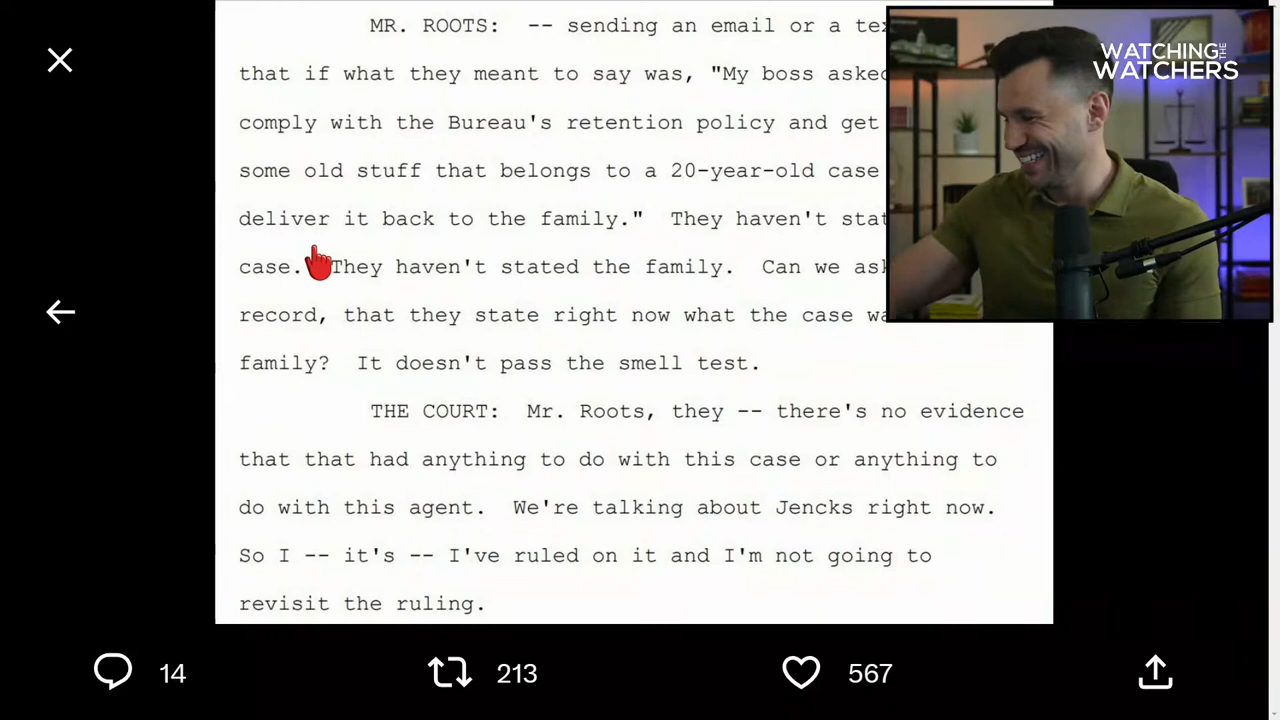 MR. ROOTS: -- sending an email or a
that if what they meant to say was, "My boss asked
comply with the Bureau's retention policy and get
some old stuff that belongs to a 20-year-old case
deliver it back to the family." They haven't
case. They haven't stated the family. Can we
record, that they state right now what the case
family? It doesn't pass the smell test.
THE COURT: Mr. Roots, they -- there's no evidence
that that had anything to do with this case or anything to
do with this agent. We're talking about Jencks right now.
So I -- it's -- I've ruled on it and I'm not going to
revisit the ruling.
WATCHING
THE
WATCHERS
14
213
567